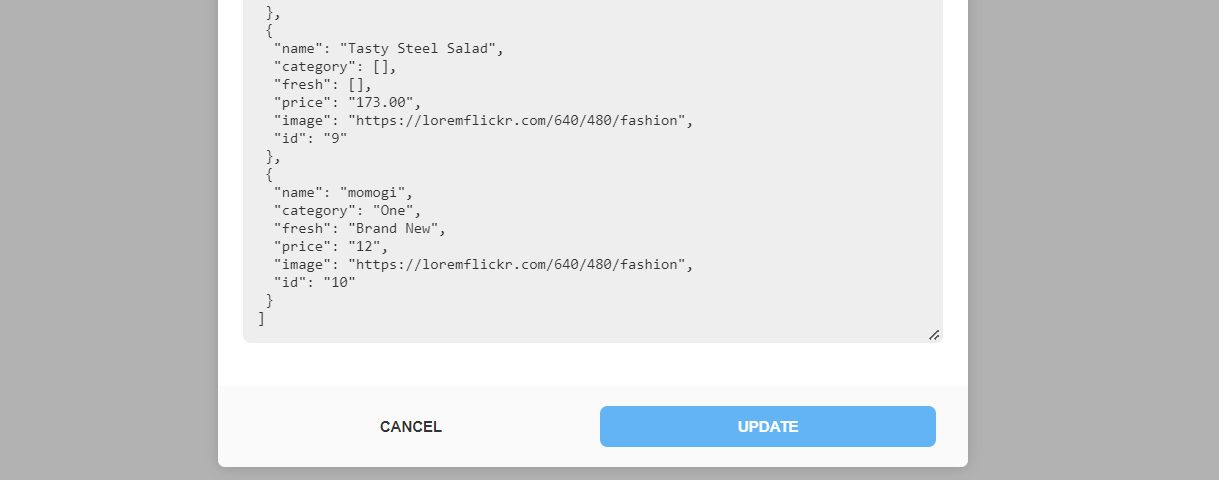 },
{
"name": "Tasty Steel Salad",
"category": [],
"fresh": [],
"price": "173.00",
"image": "https://loremflickr.com/640/480/fashion",
"id": "9"
},
{
"name": "momogi",
"category": "One",
"fresh": "Brand New",
"price": "12",
"image": "https://loremflickr.com/640/480/fashion",
"id": "10"
}
]
CANCEL
UPDATE